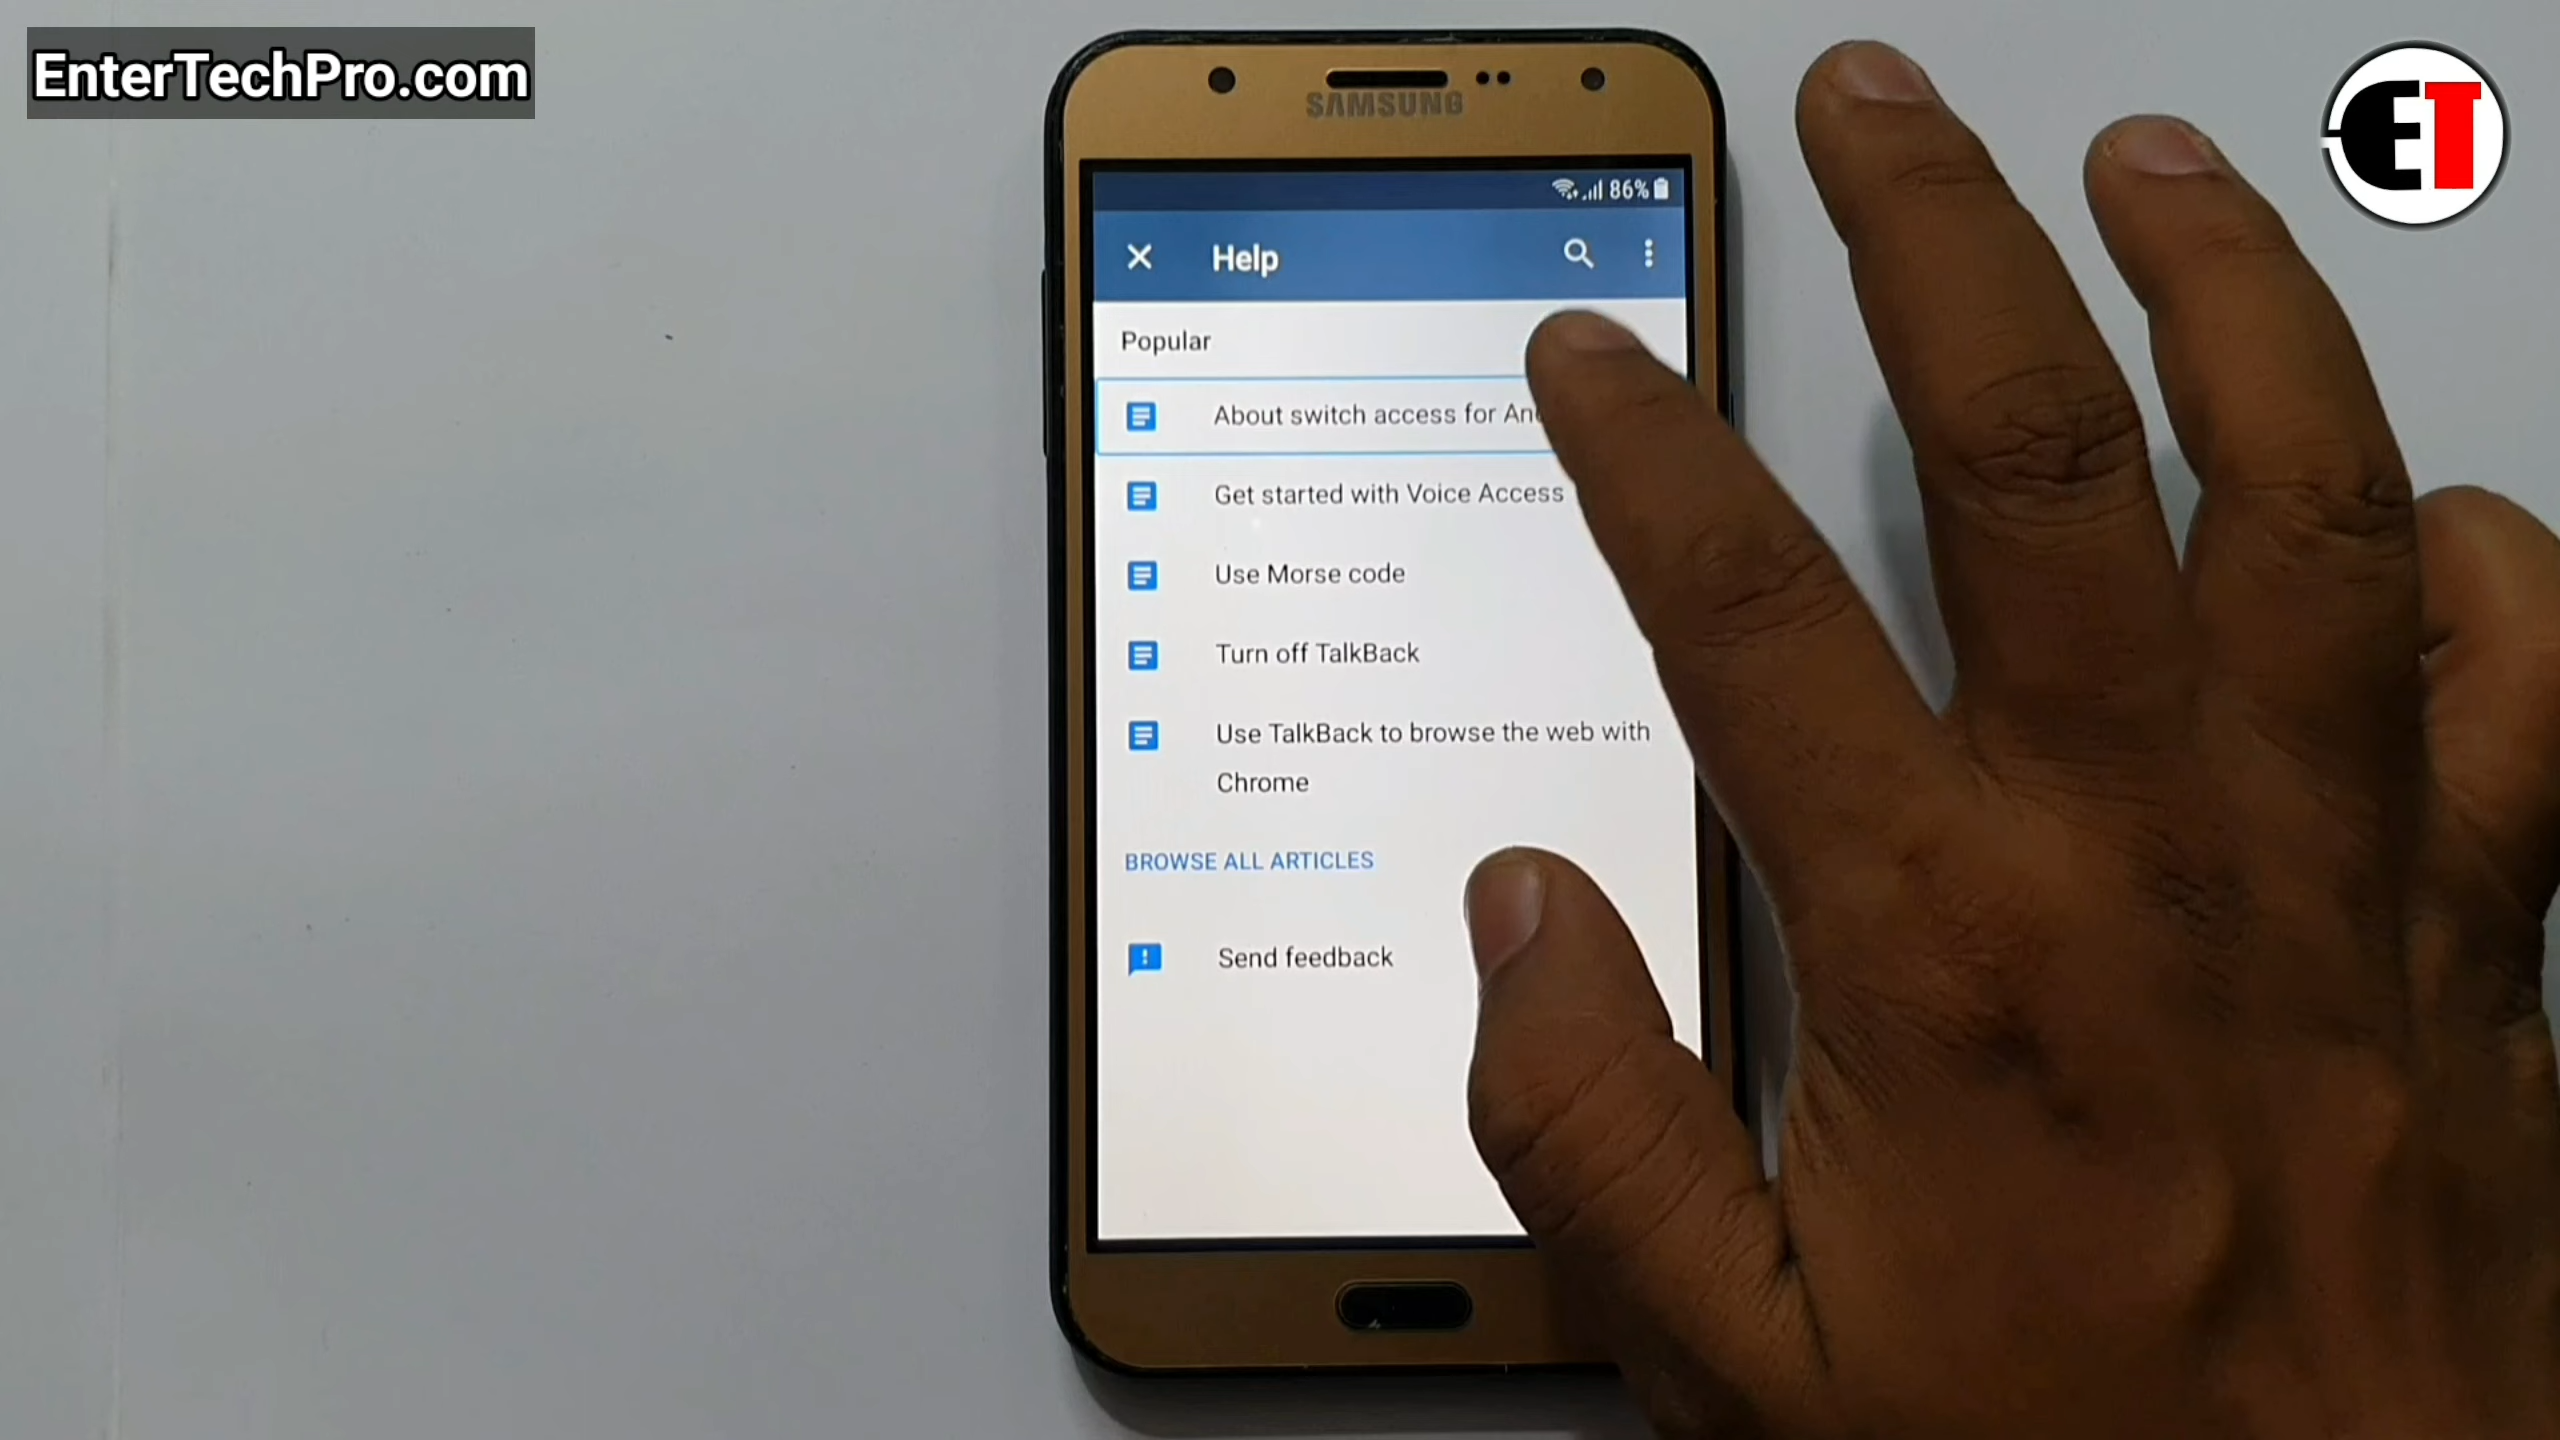 EnterTechPro.com
ET
SAMSUNG
86%
Help
Popular
About switch access for
Get started with Voice Access
Use Morse code
Turn off TalkBack
Use TalkBack to browse the web with
Chrome
BROWSE ALL ARTICLES
Send feedback